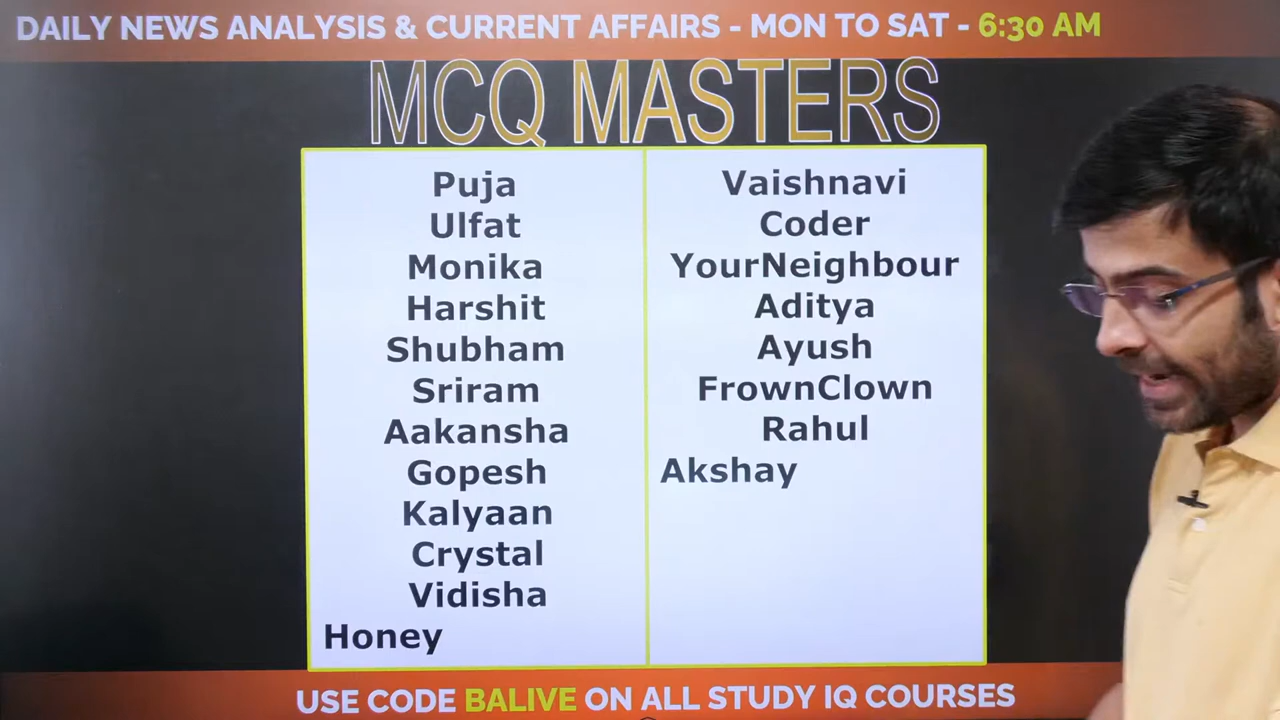 DAILY NEWS ANALYSIS & CURRENT AFFAIRS - MON TO SAT - 6:30 AM
MCQ MASTERS
Puja
Ulfat
Monika
Harshit
Shubham
Sriram
Aakansha
Gopesh
Kalyaan
Crystal
Vidisha
Honey
Vaishnavi
Coder
YourNeighbour
Aditya
Ayush
FrownClown
Rahul
Akshay
USE CODE BALIVE ON ALL STUDY IQ COURSES